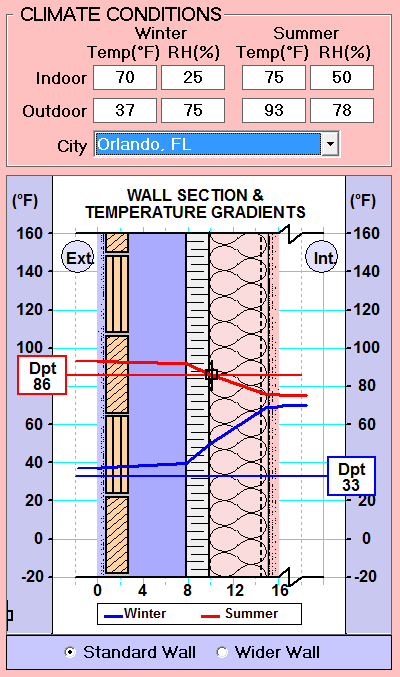 CLIMATE CONDITIONS
Winter Summer
Temp(°F) RH(%) Temp(°F) RH(%)
Indoor 70 25 75 50
Outdoor 37 75 93 78
City Orlando, FL
(°F) WALL SECTION & (°F)
TEMPERATURE GRADIENTS
160 160
Ext. Int.
140 140
120 120
100 100
Dpt
86
80
60 60
40 40
Dpt
33
20 20
0 0
-20 -20
0 4 8 12 16
Winter Summer
Standard Wall Wider Wall